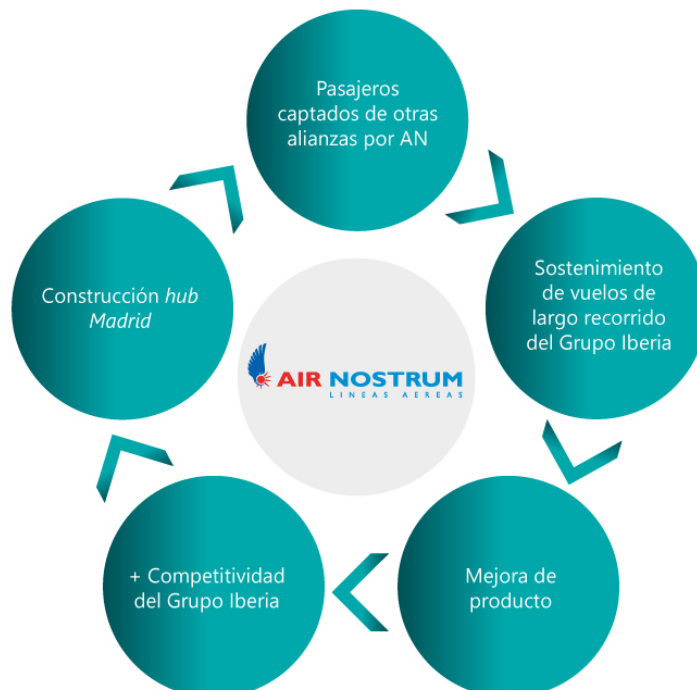 Pasajeros
captados de otras
alianzas por AN
Sostenimiento
de vuelos de
largo recorrido
del Grupo Iberia
Mejora de
producto
+ Competitividad
del Grupo Iberia
Construcción hub
Madrid
AIR NOSTRUM
LINEAS AEREAS